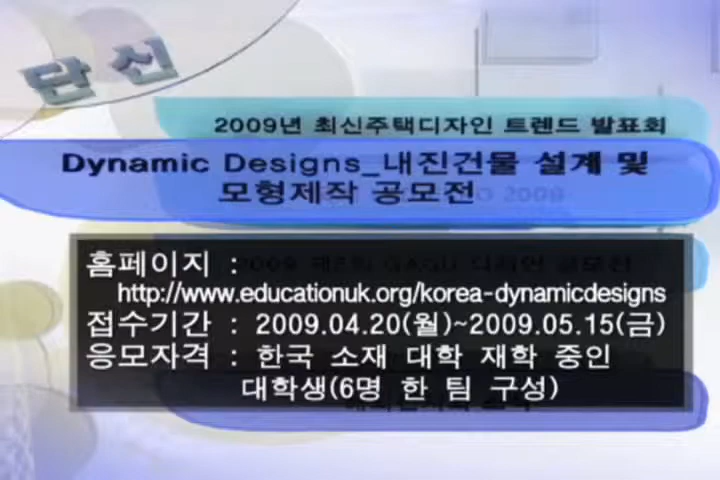 단신
2009년 최신주택디자인 트렌드 발표회
Dynamic Designs_내진건물 설계 및
모형제작 공모전
홈페이지 :
http://www.educationuk.org/korea-dynamicdesigns
접수기간 : 2009.04.20(월)~2009.05.15(금)
응모자격 : 한국 소재 대학 재학 중인
대학생(6명 한 팀 구성)